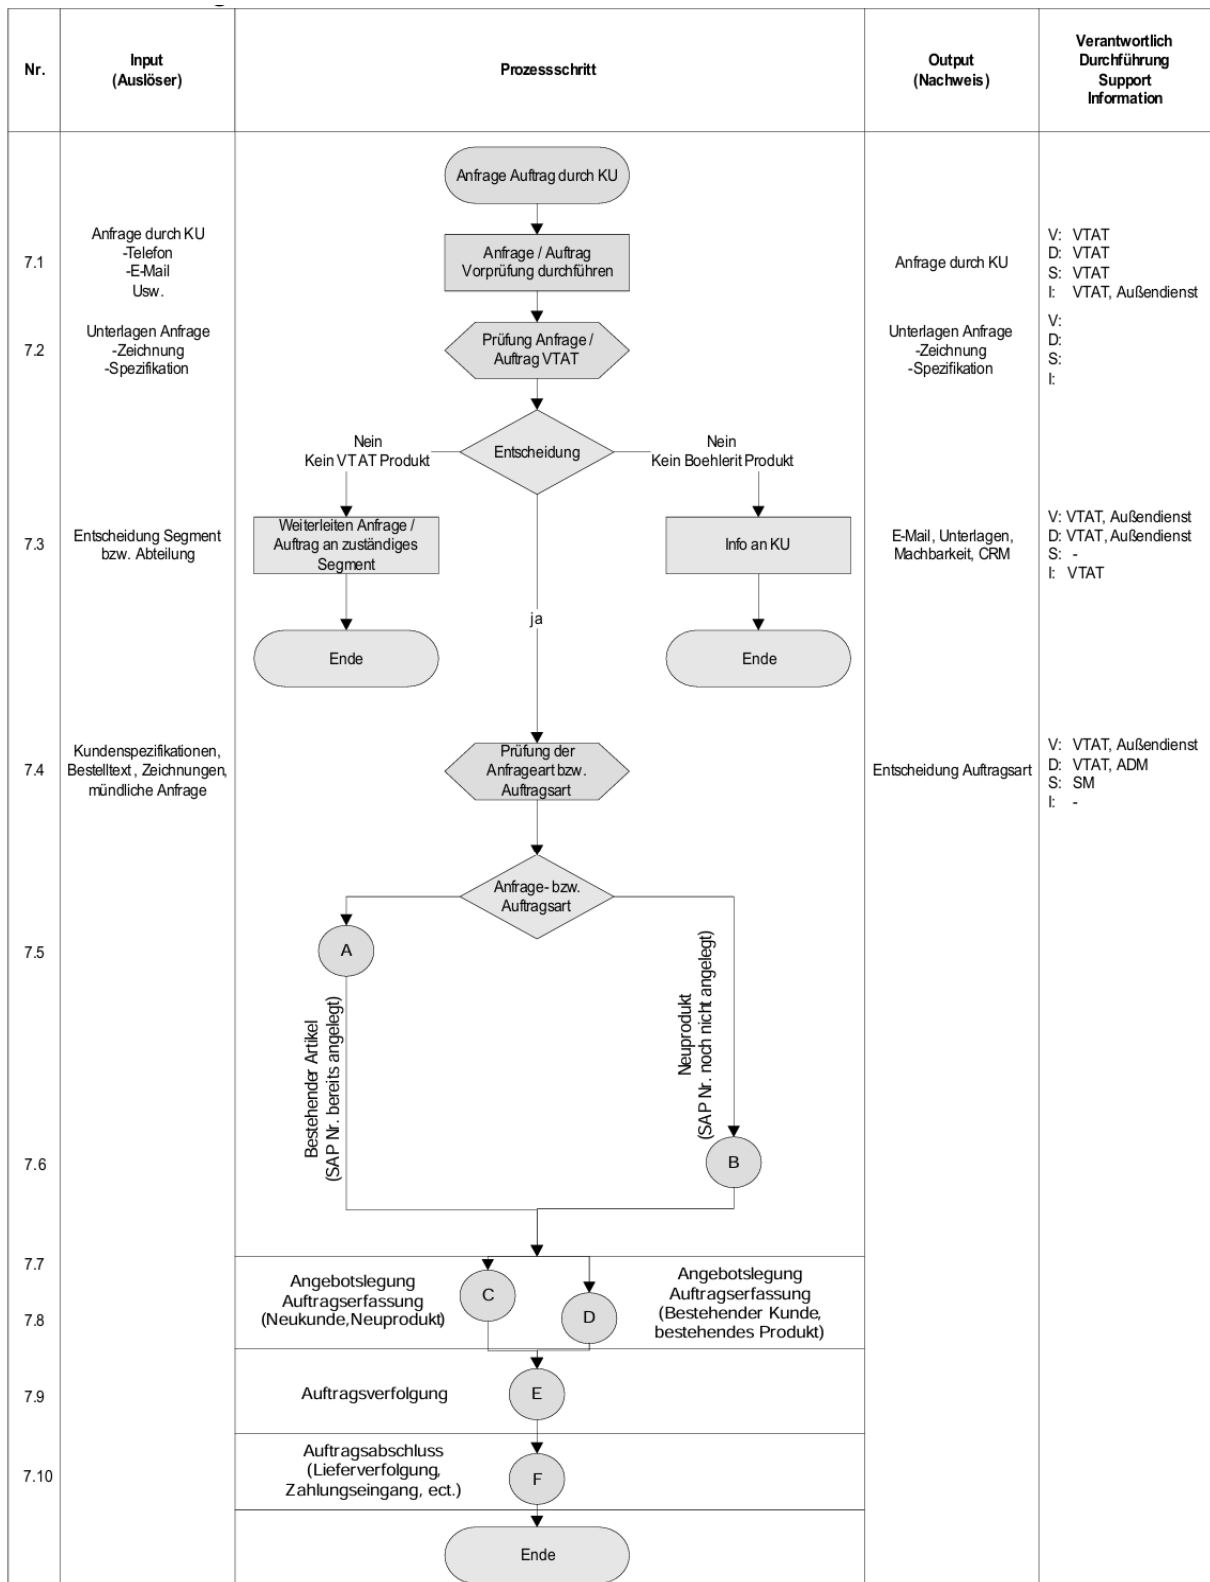 Nr.
Input
(Auslöser)
Prozessschritt
Output
(Nachweis)
Verantwortlich
Durchführung
Support
Information
Anfrage Auftrag durch KU
7.1
Anfrage durch KU
-Telefon
-E-Mail
Usw.
Anfrage / Auftrag
Vorprüfung durchführen
Anfrage durch KU
V: VTAT
D: VTAT
S: VTAT
I: VTAT, Außendienst
7.2
Unterlagen Anfrage
-Zeichnung
-Spezifikation
Prüfung Anfrage /
Auftrag VTAT
Unterlagen Anfrage
-Zeichnung
-Spezifikation
V:
D:
S:
I:
Entscheidung
Nein
Kein VTAT Produkt
Nein
Kein Boehlerit Produkt
7.3
Entscheidung Segment
bzw. Abteilung
Weiterleiten Anfrage /
Auftrag an zuständiges
Segment
Info an KU
E-Mail, Unterlagen,
Machbarkeit, CRM
V: VTAT, Außendienst
D: VTAT, Außendienst
S: -
I: VTAT
ja
Ende
Ende
7.4
Kundenspezifikationen,
Bestelltext, Zeichnungen,
mündliche Anfrage
Prüfung der
Anfrageart bzw.
Auftragsart
Entscheidung Auftragsart
V: VTAT, Außendienst
D: VTAT, ADM
S: SM
I: -
Anfrage- bzw.
Auftragsart
7.5
A
Bestehender Artikel
(SAP Nr. bereits angelegt)
Neuprodukt
(SAP Nr. noch nicht angelegt)
7.6
B
7.7
Angebotslegung
Auftragserfassung
(Neukunde,Neuprodukt)
C
7.8
D
Angebotslegung
Auftragserfassung
(Bestehender Kunde,
bestehendes Produkt)
7.9
Auftragsverfolgung
E
7.10
Auftragsabschluss
(Lieferverfolgung,
Zahlungseingang, ect.)
F
Ende